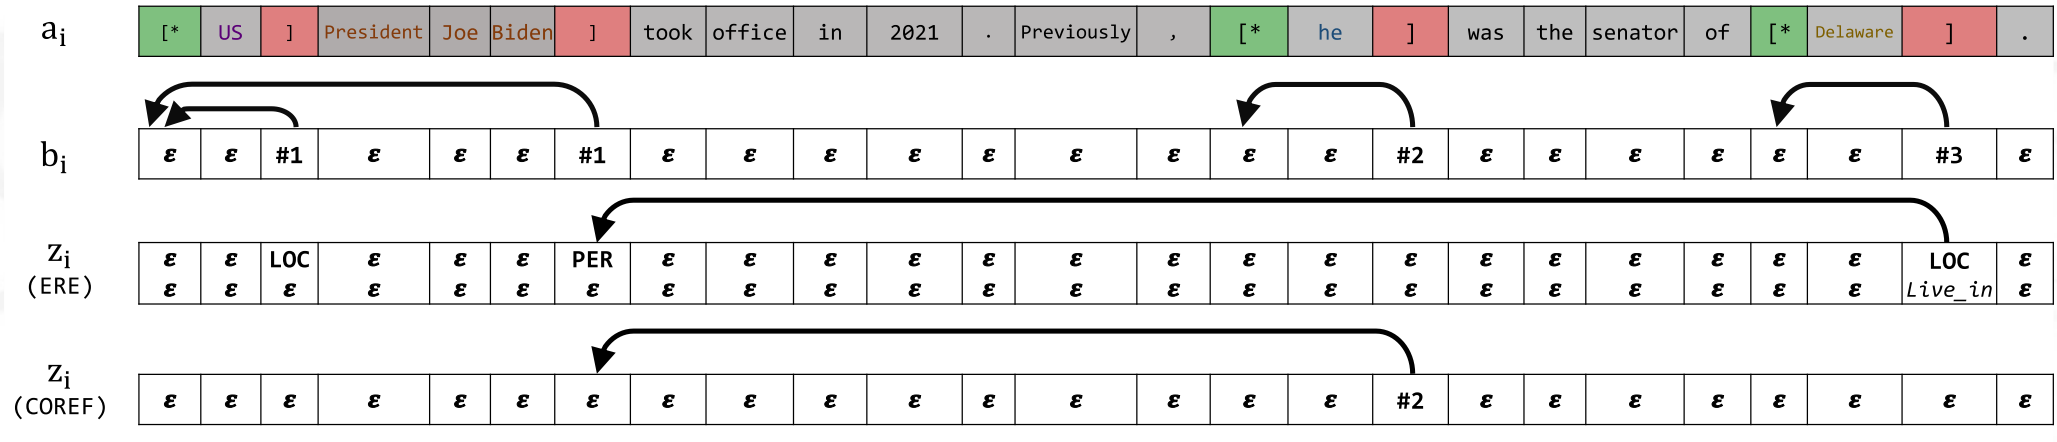 aᵢ [* US ] President Joe Biden ] took office in 2021 . Previously , [* he ] was the senator of [* Delaware ] .
bᵢ ε ε #1 ε ε ε #1 ε ε ε ε ε ε ε ε ε #2 ε ε ε ε ε ε #3 ε
zᵢ ε ε LOC ε ε ε PER ε ε ε ε ε ε ε ε ε ε ε ε ε ε ε ε LOC ε
(ERE) ε ε ε ε ε ε ε ε ε ε ε ε ε ε ε ε ε ε ε ε ε ε ε Live_in ε
zᵢ
(COREF) ε ε ε ε ε ε ε ε ε ε ε ε ε ε ε ε #2 ε ε ε ε ε ε ε ε